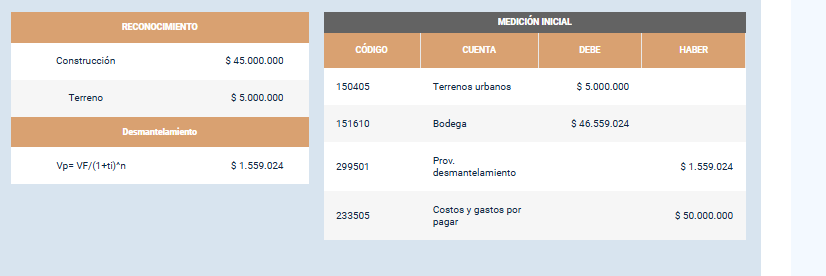 RECONOCIMIENTO
Construcción $ 45.000.000
Terreno $ 5.000.000
Desmantelamiento
Vp= VF/(1+ti)^n $ 1.559.024
MEDICIÓN INICIAL
CÓDIGO CUENTA DEBE HABER
150405 Terrenos urbanos $ 5.000.000
151610 Bodega $ 46.559.024
299501 Prov.
desmantelamiento $ 1.559.024
233505 Costos y gastos por
pagar $ 50.000.000